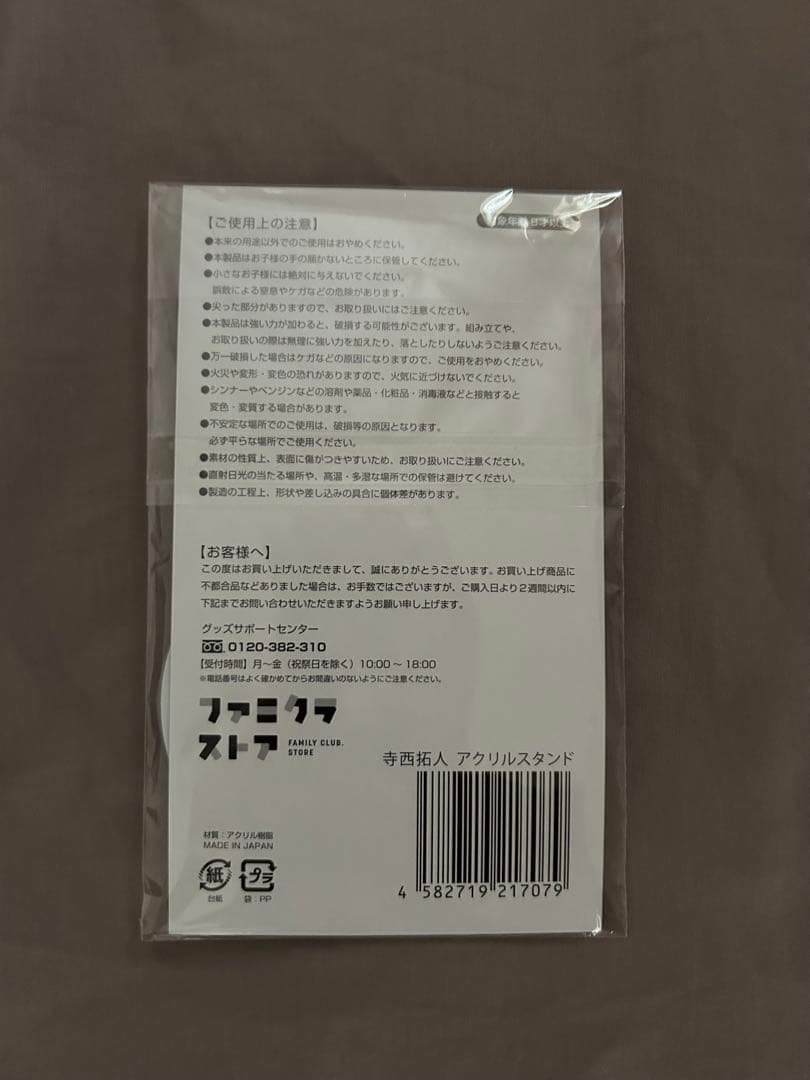 【ご使用上の注意】
象年齢 8才以
●本来の用途以外でのご使用はおやめください。
●本製品はお子様の手の届かないところに保管してください。
●小さなお子様には絶対に与えないでください。
誤飲による窒息やケガなどの危険があります。
●尖った部分がありますので、お取り扱いにはご注意ください。
●本製品は強い力が加わると、破損する可能性がございます。組み立てや、
お取り扱いの際は無理に強い力を加えたり、落としたりしないようご注意ください。
●万一破損した場合はケガなどの原因になりますので、ご使用をおやめください。
●火災や変形・変色の恐れがありますので、火気に近づけないでください。
●シンナーやベンジンなどの溶剤や薬品・化粧品・消毒液などと接触すると
変色・変質する場合があります。
●不安定な場所でのご使用は、破損等の原因となります。
必ず平らな場所でご使用ください。
●素材の性質上、表面に傷がつきやすいため、お取り扱いにご注意ください。
●直射日光の当たる場所や、高温・多湿な場所での保管は避けてください。
●製造の工程上、形状や差し込みの具合に個体差があります。
【お客様へ】
この度はお買い上げいただきまして、誠にありがとうございます。お買い上げ商品に
不都合品などありました場合は、お手数ではございますが、ご購入日より2週間以内に
下記までお問い合わせいただきますようお願い申し上げます。
グッズサポートセンター
0120-382-310
【受付時間】月〜金（祝祭日を除く）10:00〜18:00
※電話番号はよく確かめてからお間違いのないようにご注意ください。
ファミクラ
ストア
FAMILY CLUB.
STORE
寺西拓人 アクリルスタンド
材質：アクリル樹脂
MADE IN JAPAN
紙
プラ
台紙
袋：PP
4 582719 217079